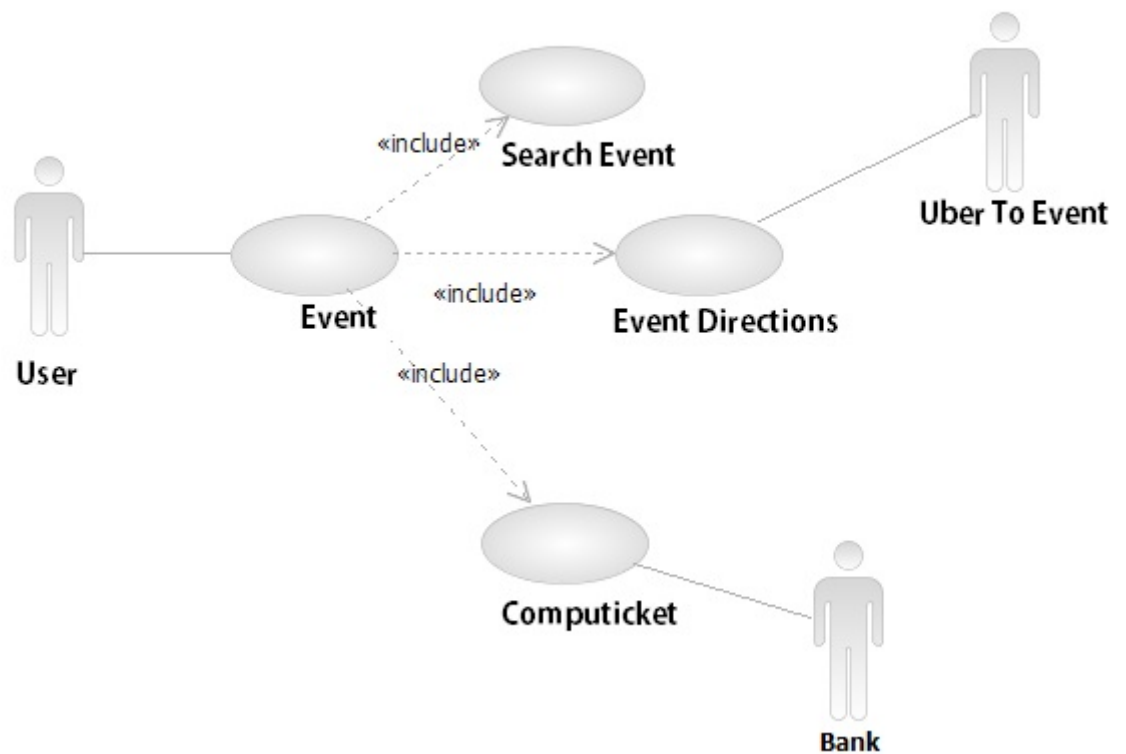 «include»
Search Event
Uber To Event
«include»
Event
Event Directions
User
«include»
Computicket
Bank